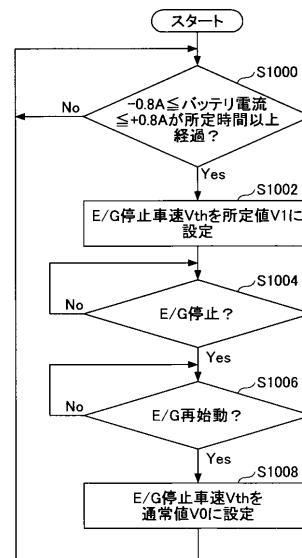 スタート
S1000
-0.8A≦バッテリ電流
≦+0.8Aが所定時間以上
経過？
No
Yes
S1002
E/G停止車速Vthを所定値V1に
設定
S1004
E/G停止？
No
Yes
S1006
E/G再始動？
No
Yes
S1008
E/G停止車速Vthを
通常値V0に設定